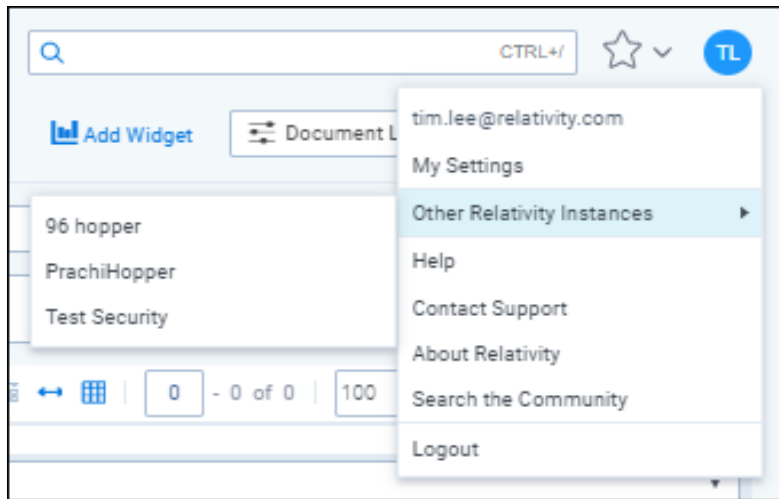 CTRL+/
TL
Add Widget
Document L
tim.lee@relativity.com
My Settings
Other Relativity Instances
Help
Contact Support
About Relativity
Search the Community
Logout
96 hopper
PrachiHopper
Test Security
0 - 0 of 0
100